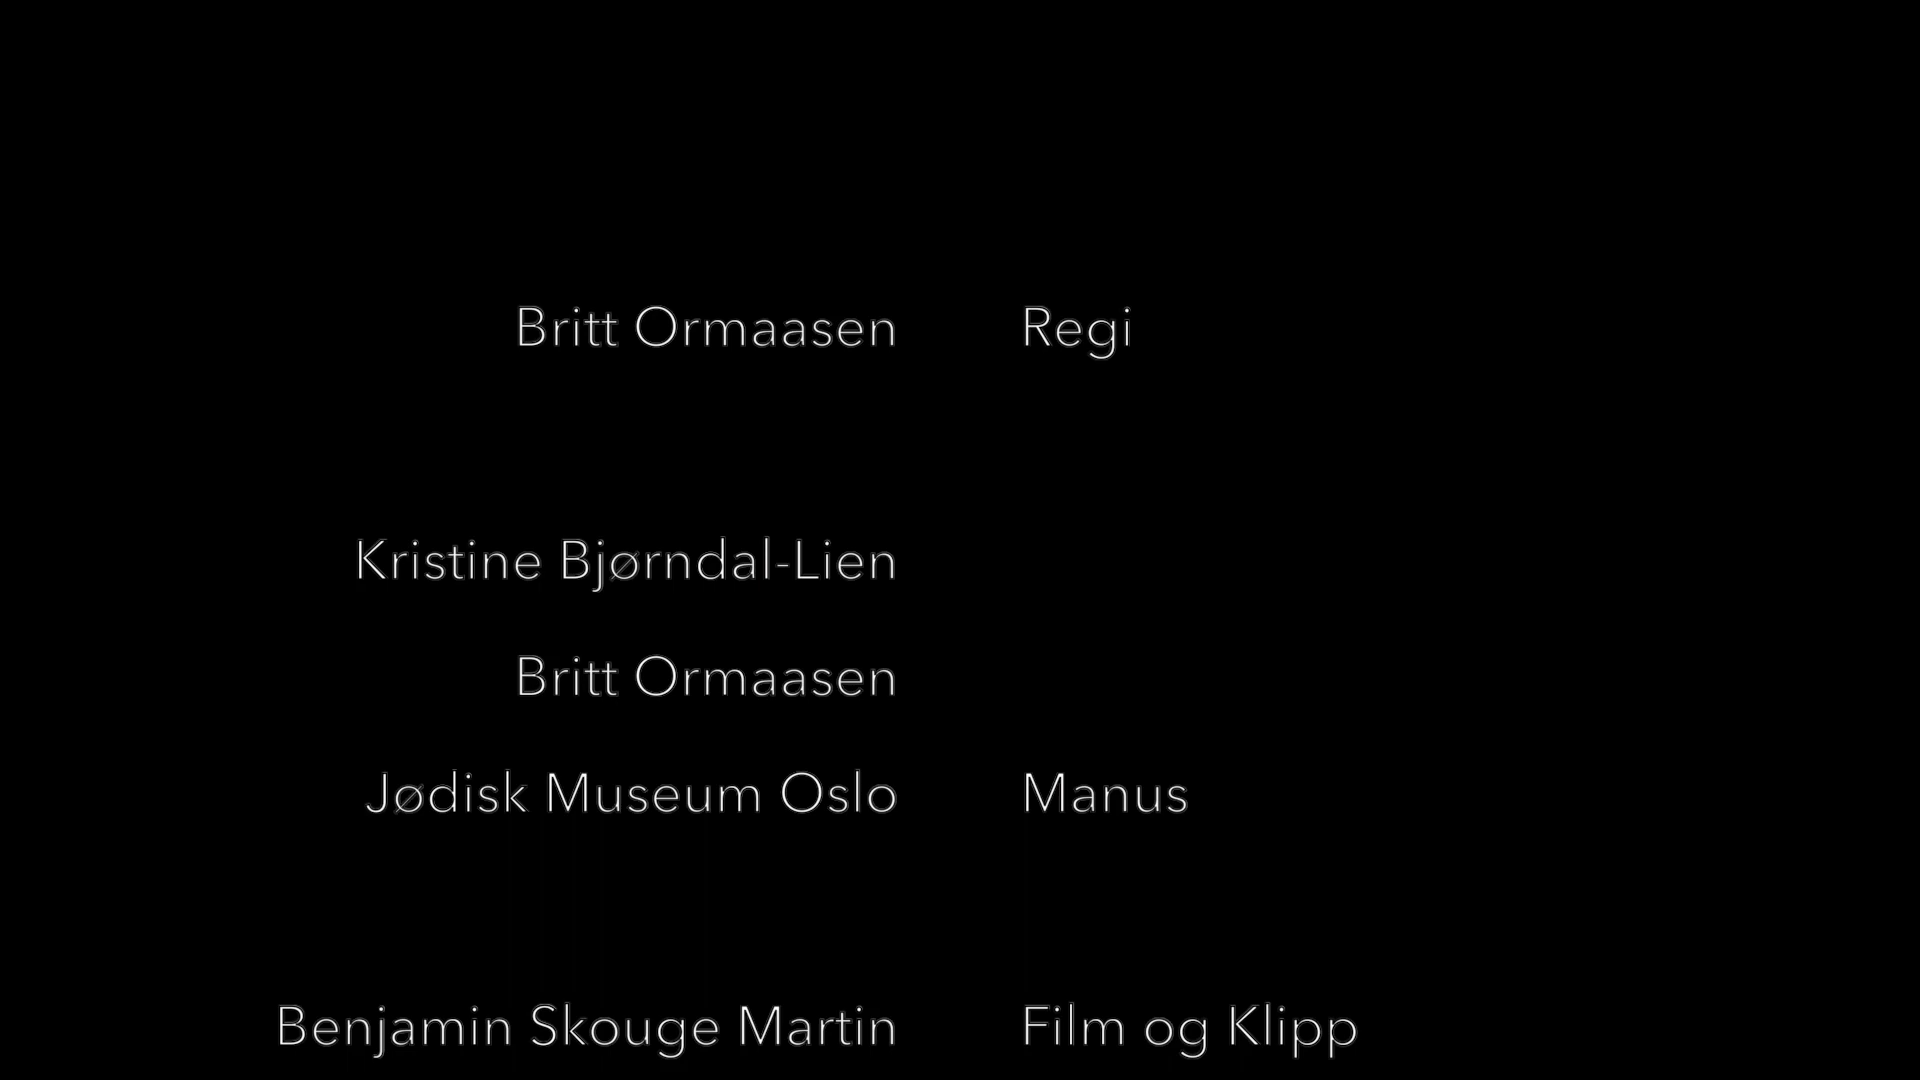 Britt Ormaasen Regi
Kristine Bjørndal-Lien
Britt Ormaasen
Jødisk Museum Oslo Manus
Benjamin Skouge Martin Film og Klipp